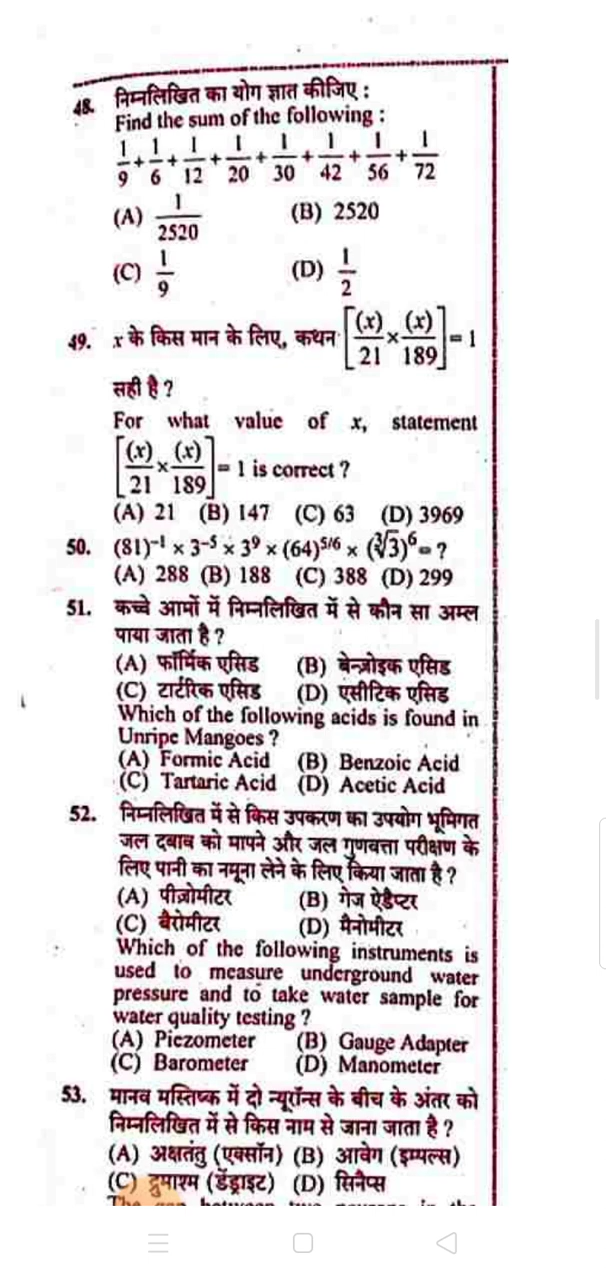 48. निम्नलिखित का योग ज्ञात कीजिए :
Find the sum of the following :
1/9 + 1/6 + 1/12 + 1/20 + 1/30 + 1/42 + 1/56 + 1/72
(A) 1/2520 (B) 2520
(C) 1/9 (D) 1/2
49. x के किस मान के लिए, कथन [(x)/21 × (x)/189] = 1
सही है ?
For what value of x, statement
[(x)/21 × (x)/189] = 1 is correct ?
(A) 21 (B) 147 (C) 63 (D) 3969
50. (81)⁻¹ × 3⁻⁵ × 3⁹ × (64)^5/6 × (∛3)⁶ = ?
(A) 288 (B) 188 (C) 388 (D) 299
51. कच्चे आमों में निम्नलिखित में से कौन सा अम्ल
पाया जाता है ?
(A) फॉर्मिक एसिड (B) बेन्ज़ोइक एसिड
(C) टार्टरिक एसिड (D) एसीटिक एसिड
Which of the following acids is found in
Unripe Mangoes ?
(A) Formic Acid (B) Benzoic Acid
(C) Tartaric Acid (D) Acetic Acid
52. निम्नलिखित में से किस उपकरण का उपयोग भूमिगत
जल दबाव को मापने और जल गुणवत्ता परीक्षण के
लिए पानी का नमूना लेने के लिए किया जाता है ?
(A) पीज़ोमीटर (B) गेज ऐडैप्टर
(C) बैरोमीटर (D) मैनोमीटर
Which of the following instruments is
used to measure underground water
pressure and to take water sample for
water quality testing ?
(A) Piezometer (B) Gauge Adapter
(C) Barometer (D) Manometer
53. मानव मस्तिष्क में दो न्यूरॉन्स के बीच के अंतर को
निम्नलिखित में से किस नाम से जाना जाता है ?
(A) अक्षतंतु (एक्सॉन) (B) आवेग (इम्पल्स)
(C) द्रुमाश्म (डेंड्राइट) (D) सिनैप्स